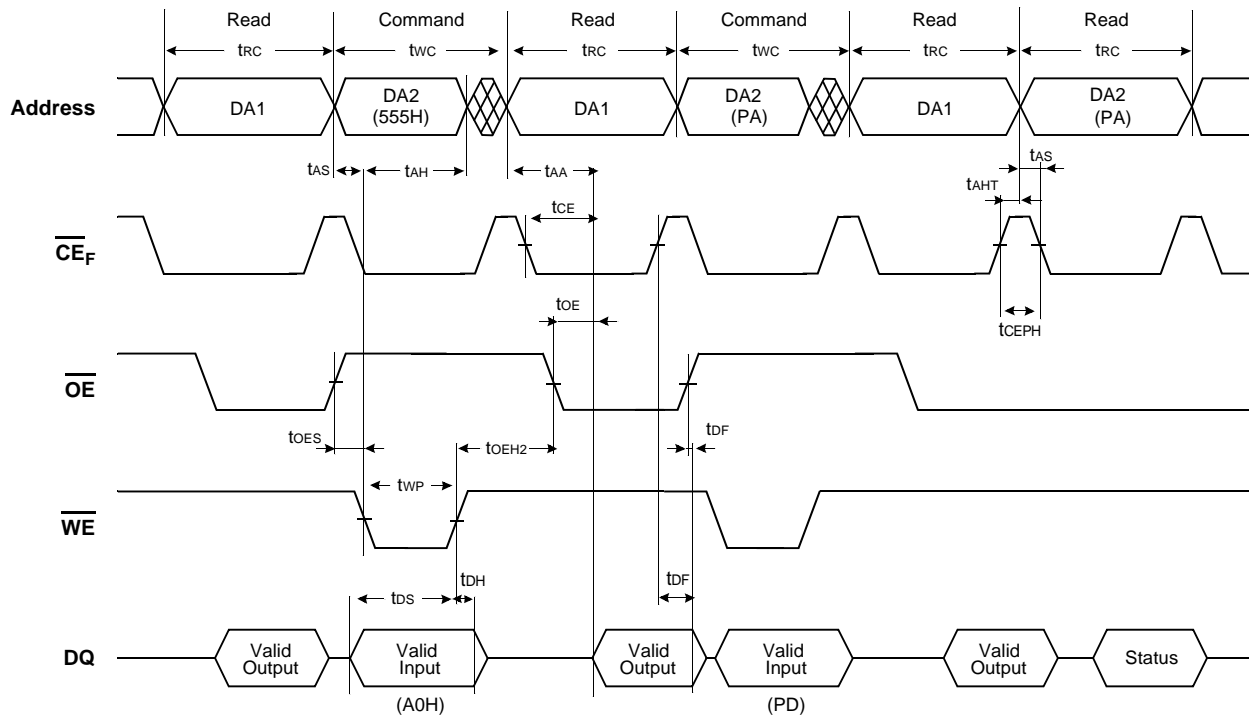 Read Command Read Command Read Read
tRC tWC tRC tWC tRC tRC
Address DA1 DA2 (555H) DA1 DA2 (PA) DA1 DA2 (PA)
tAS tAH tAA tAS
tAHT
tCE
CEF
tOE
tCEPH
OE
tOES tOEH2 tDF
tWP
WE
tDH tDF
tDS
DQ Valid Output Valid Input Valid Output Valid Input Valid Output Status
(A0H) (PD)